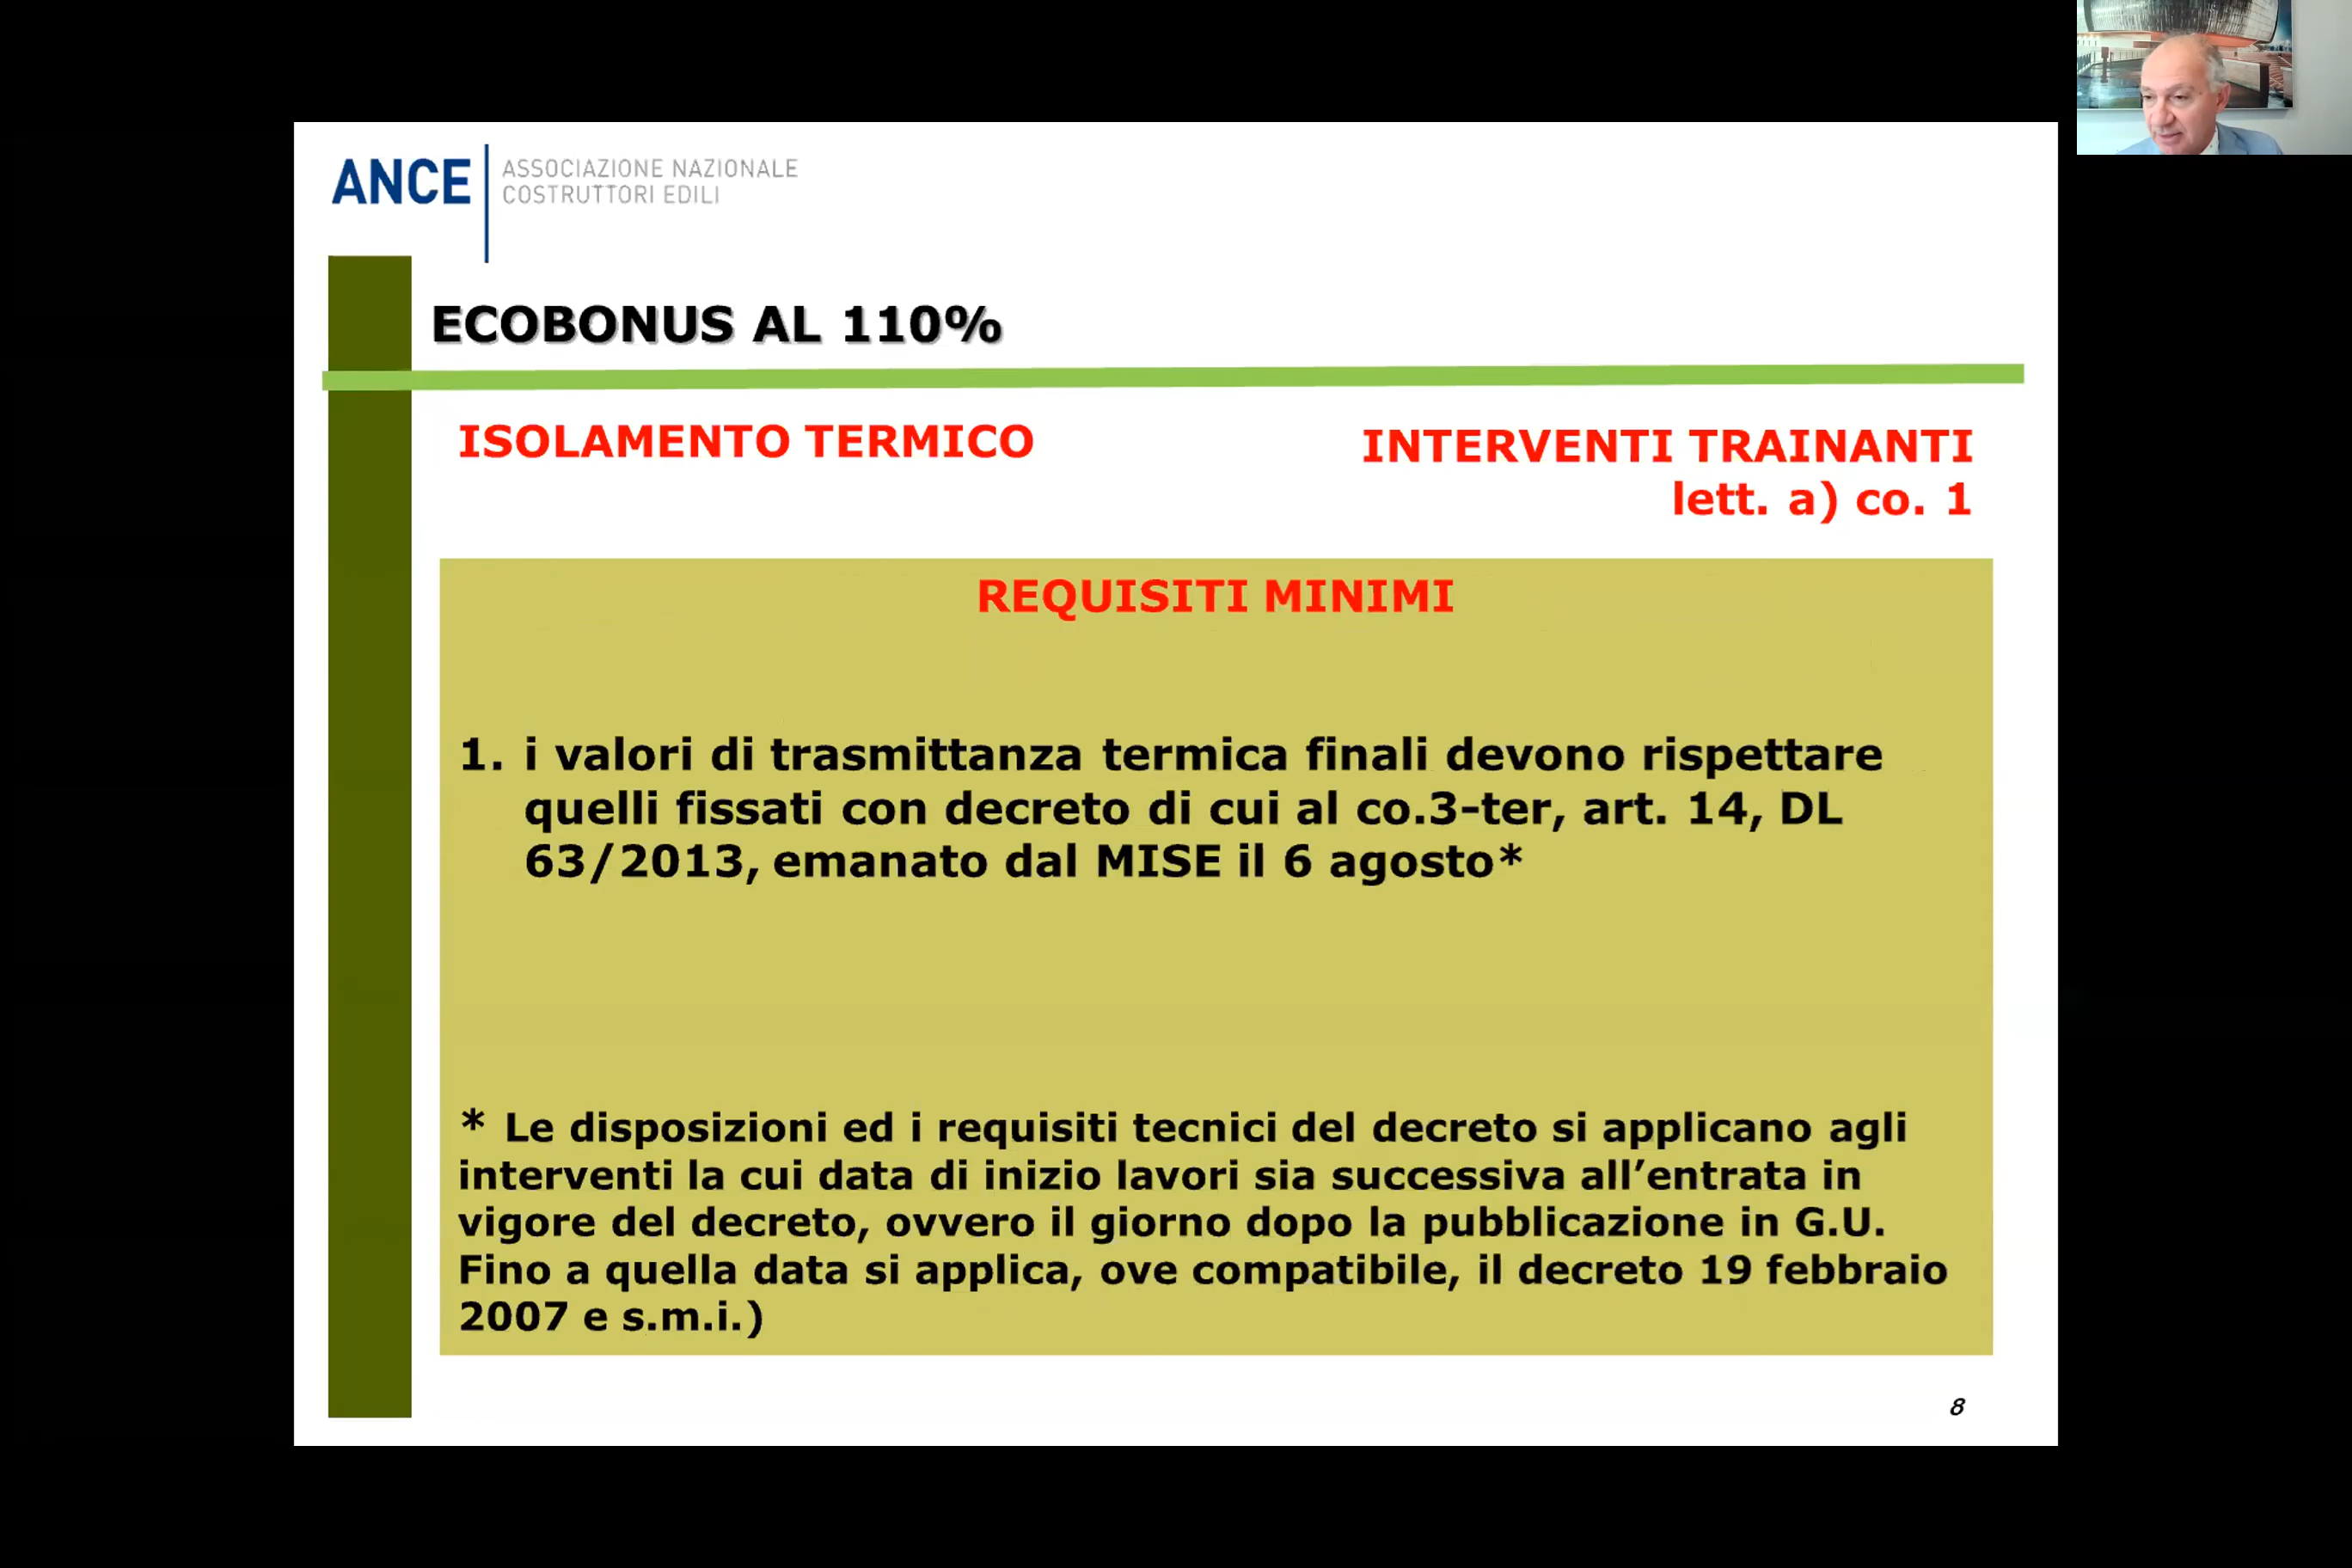 ANCE
ASSOCIAZIONE NAZIONALE
COSTRUTTORI EDILI
ECOBONUS AL 110%
ISOLAMENTO TERMICO
INTERVENTI TRAINANTI
lett. a) co. 1
REQUISITI MINIMI
1. i valori di trasmittanza termica finali devono rispettare
quelli fissati con decreto di cui al co.3-ter, art. 14, DL
63/2013, emanato dal MISE il 6 agosto*
* Le disposizioni ed i requisiti tecnici del decreto si applicano agli
interventi la cui data di inizio lavori sia successiva all’entrata in
vigore del decreto, ovvero il giorno dopo la pubblicazione in G.U.
Fino a quella data si applica, ove compatibile, il decreto 19 febbraio
2007 e s.m.i.)
8